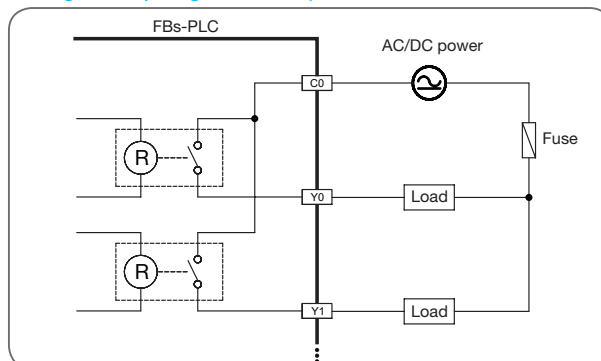 FBs-PLC
AC/DC power
C0
Fuse
R
Y0
Load
R
Y1
Load